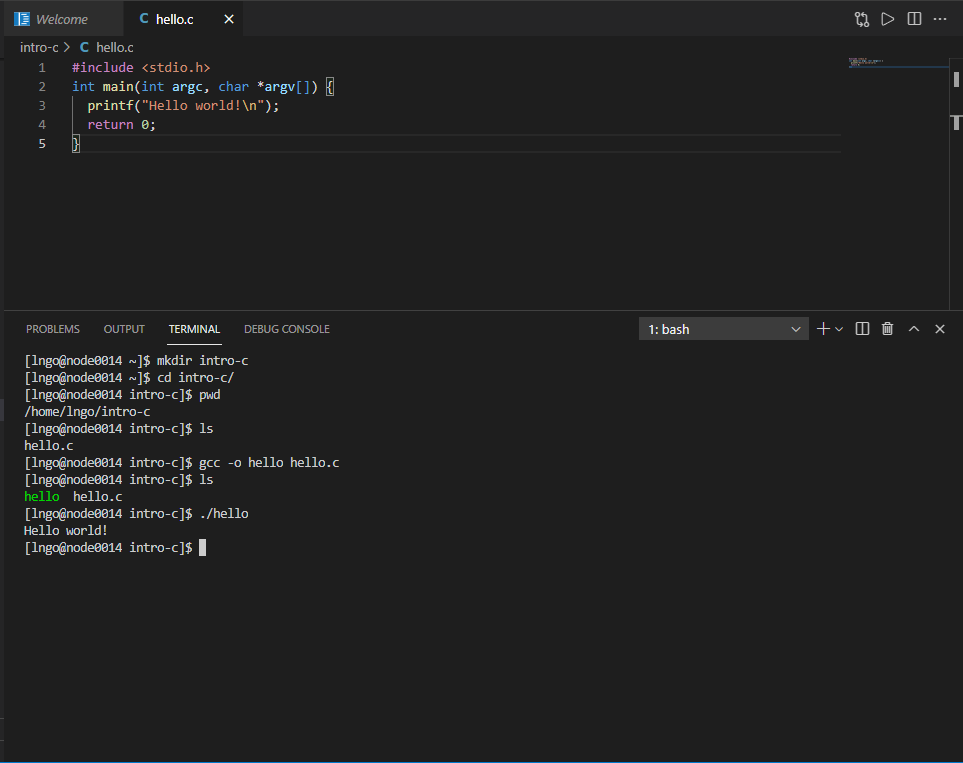 Welcome
C hello.c
intro-c > C hello.c
1 #include <stdio.h>
2 int main(int argc, char *argv[]) {
3   printf("Hello world!\n");
4   return 0;
5 }
PROBLEMS OUTPUT TERMINAL DEBUG CONSOLE 1: bash
[lngo@node0014 ~]$ mkdir intro-c
[lngo@node0014 ~]$ cd intro-c/
[lngo@node0014 intro-c]$ pwd
/home/lngo/intro-c
[lngo@node0014 intro-c]$ ls
hello.c
[lngo@node0014 intro-c]$ gcc -o hello hello.c
[lngo@node0014 intro-c]$ ls
hello  hello.c
[lngo@node0014 intro-c]$ ./hello
Hello world!
[lngo@node0014 intro-c]$